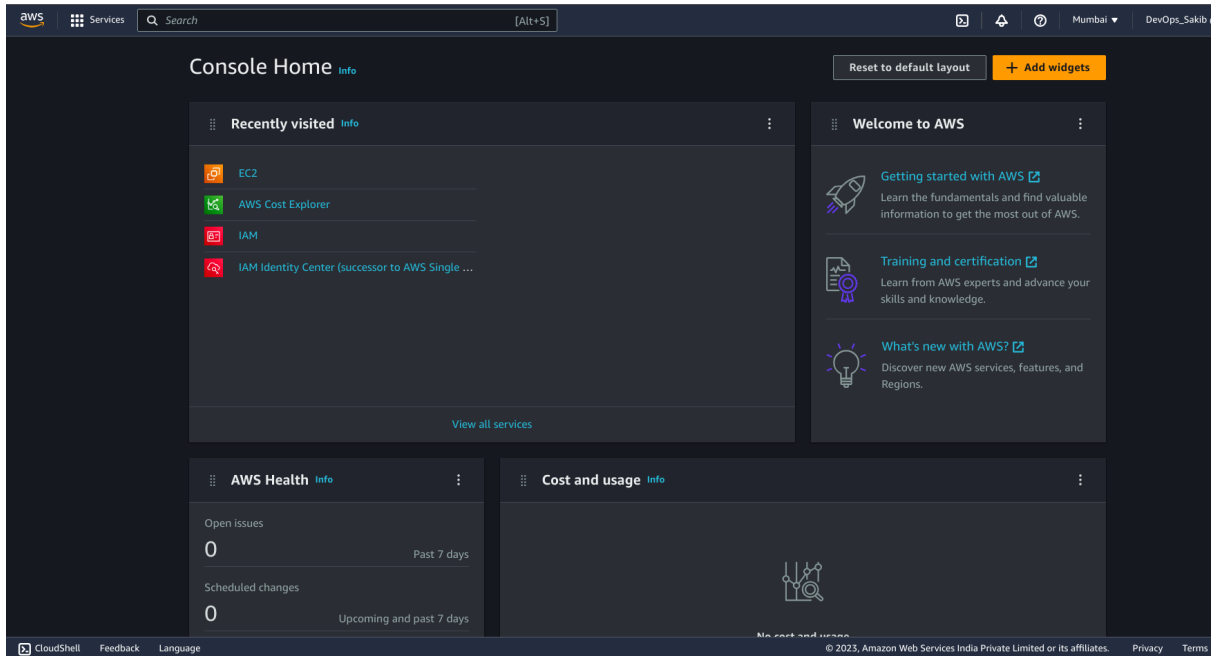 aws
Services
Search
[Alt+S]
Mumbai ▼
DevOps_Sakib
Console Home Info
Reset to default layout
+ Add widgets
Recently visited Info
EC2
AWS Cost Explorer
IAM
IAM Identity Center (successor to AWS Single ...
View all services
Welcome to AWS
Getting started with AWS
Learn the fundamentals and find valuable
information to get the most out of AWS.
Training and certification
Learn from AWS experts and advance your
skills and knowledge.
What's new with AWS?
Discover new AWS services, features, and
Regions.
AWS Health Info
Open issues
0
Past 7 days
Scheduled changes
0
Upcoming and past 7 days
Cost and usage Info
No cost and usage
CloudShell
Feedback
Language
© 2023, Amazon Web Services India Private Limited or its affiliates.
Privacy
Terms